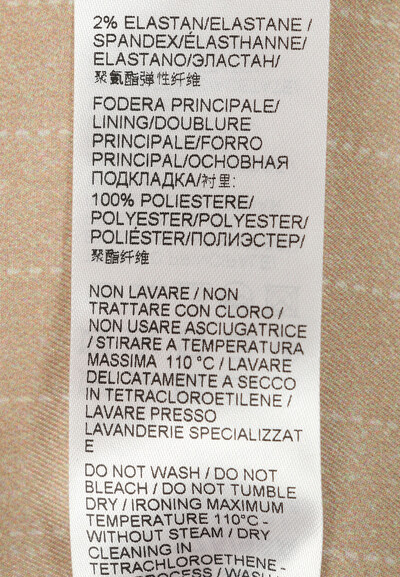 2% ELASTAN/ELASTANE /
SPANDEX/ÉLASTHANNE/
ELASTANO/ЭЛАСТАН/
聚氨酯弹性纤维
FODERA PRINCIPALE/
LINING/DOUBLURE
PRINCIPALE/FORRO
PRINCIPAL/ОСНОВНАЯ
ПОДКЛАДКА/衬里:
100% POLIESTERE/
POLYESTER/POLYESTER/
POLIÉSTER/ПОЛИЭСТЕР/
聚酯纤维
NON LAVARE / NON
TRATTARE CON CLORO /
NON USARE ASCIUGATRICE
/ STIRARE A TEMPERATURA
MASSIMA 110 °C / LAVARE
DELICATAMENTE A SECCO
IN TETRACLOROETILENE /
LAVARE PRESSO
LAVANDERIE SPECIALIZZAT
E
DO NOT WASH / DO NOT
BLEACH / DO NOT TUMBLE
DRY / IRONING MAXIMUM
TEMPERATURE 110°C -
WITHOUT STEAM / DRY
CLEANING IN
TETRACHLOROETHENE -
PROCESS / WASH